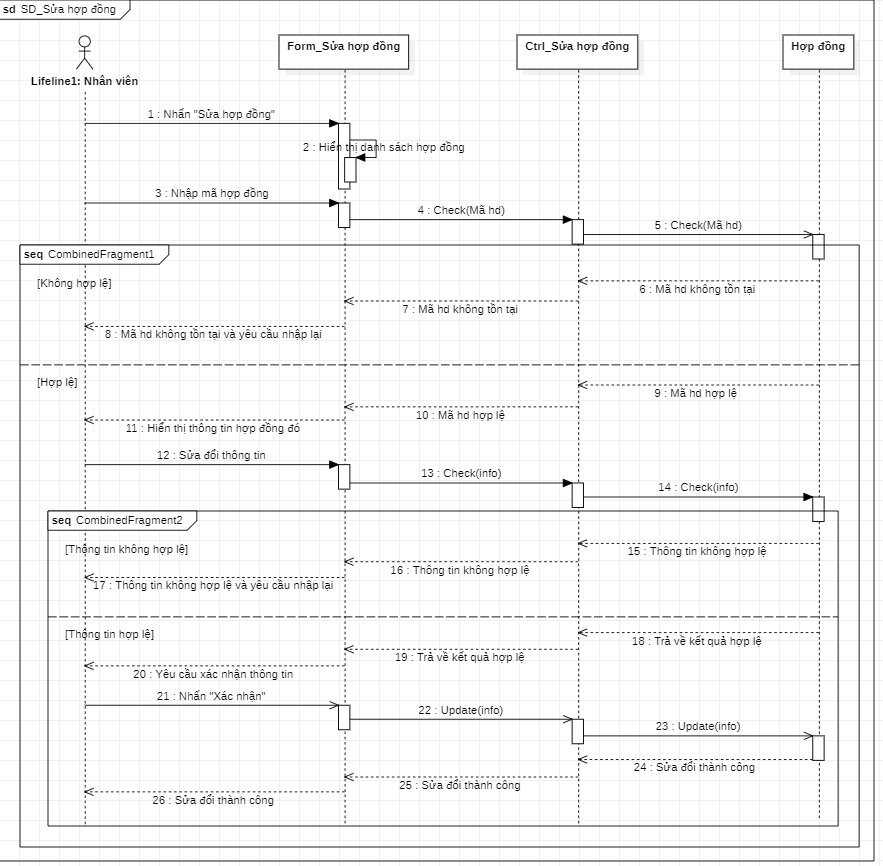 sd SD_Sửa hợp đồng
Lifeline1: Nhân viên
Form_Sửa hợp đồng
Ctrl_Sửa hợp đồng
Hợp đồng
1 : Nhấn "Sửa hợp đồng"
2 : Hiển thị danh sách hợp đồng
3 : Nhập mã hợp đồng
4 : Check(Mã hd)
5 : Check(Mã hd)
seq CombinedFragment1
[Không hợp lệ]
6 : Mã hd không tồn tại
7 : Mã hd không tồn tại
8 : Mã hd không tồn tại và yêu cầu nhập lại
[Hợp lệ]
9 : Mã hd hợp lệ
10 : Mã hd hợp lệ
11 : Hiển thị thông tin hợp đồng đó
12 : Sửa đổi thông tin
13 : Check(info)
14 : Check(info)
seq CombinedFragment2
[Thông tin không hợp lệ]
15 : Thông tin không hợp lệ
16 : Thông tin không hợp lệ
17 : Thông tin không hợp lệ và yêu cầu nhập lại
[Thông tin hợp lệ]
18 : Trả về kết quả hợp lệ
19 : Trả về kết quả hợp lệ
20 : Yêu cầu xác nhận thông tin
21 : Nhấn "Xác nhận"
22 : Update(info)
23 : Update(info)
24 : Sửa đổi thành công
25 : Sửa đổi thành công
26 : Sửa đổi thành công